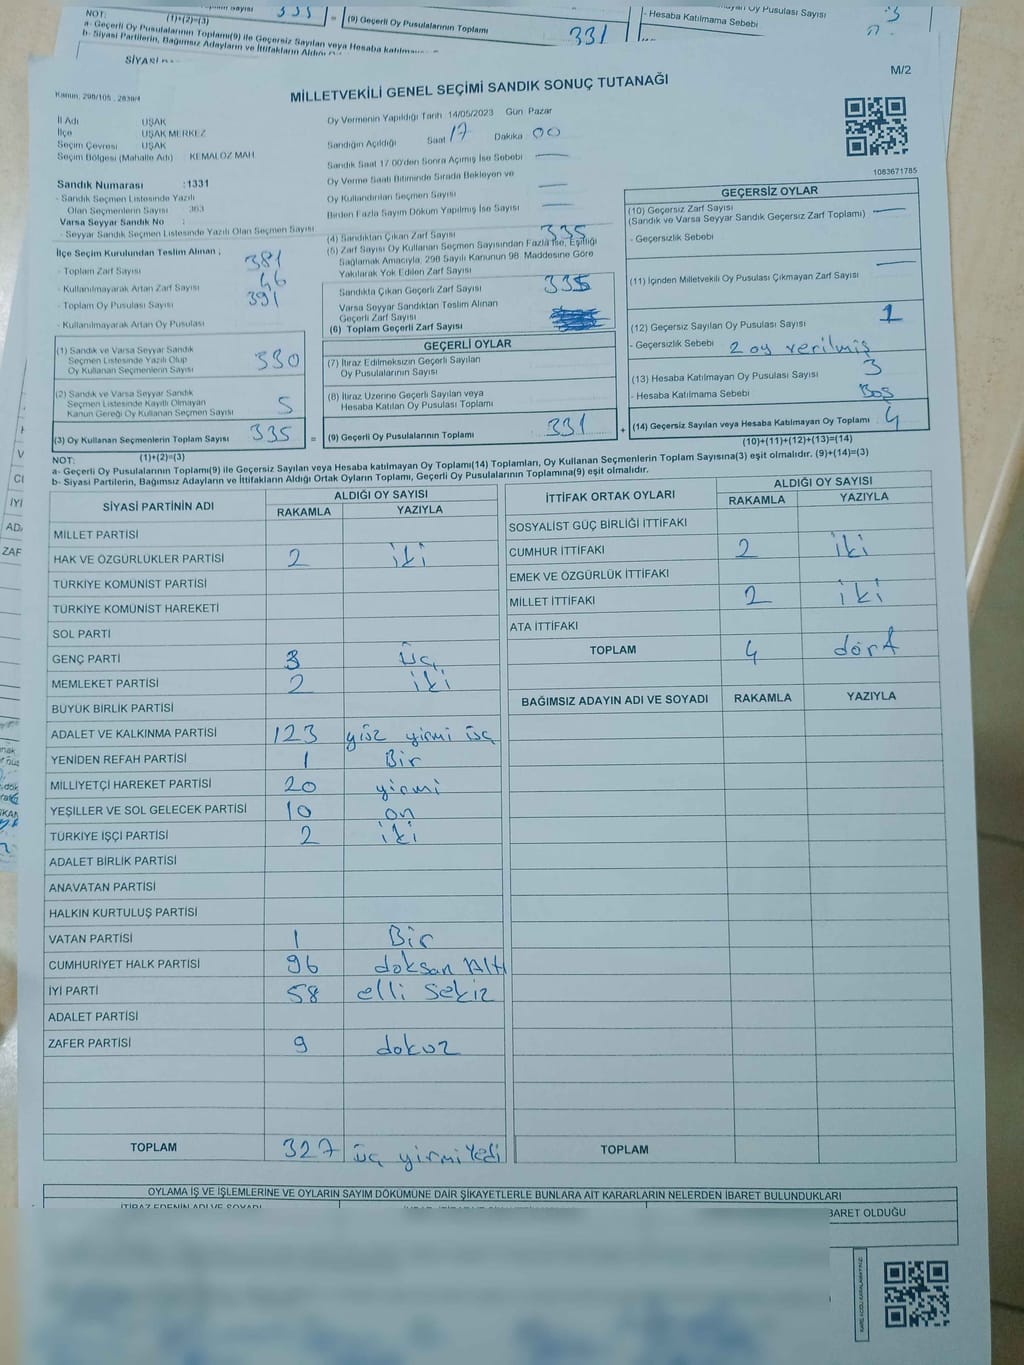 NOT:
(1)+(2)=(3)
335
(9) Geçerli Oy Pusulalarının Toplamı
331
- Hesaba Katılmama Sebebi
3
a- Geçerli Oy Pusulalarının Toplamı(9) ile Geçersiz Sayılan veya Hesaba
b- Siyasi Partilerin, Bağımsız Adayların ve İttifakların
M/2
Kanun, 298/105 , 2839/4
MİLLETVEKİLİ GENEL SEÇİMİ SANDIK SONUÇ TUTANAĞI
İl Adı UŞAK
İlçe UŞAK MERKEZ
Seçim Çevresi UŞAK
Seçim Bölgesi (Mahalle Adı) KEMALÖZ MAH
Sandık Numarası :1331
- Sandık Seçmen Listesinde Yazılı
Olan Seçmenlerin Sayısı 363
Varsa Seyyar Sandık No :
- Seyyar Sandık Seçmen Listesinde Yazılı Olan Seçmen Sayısı
İlçe Seçim Kurulundan Teslim Alınan ;
- Toplam Zarf Sayısı 381
- Kullanılmayarak Artan Zarf Sayısı 46
- Toplam Oy Pusulası Sayısı 391
- Kullanılmayarak Artan Oy Pusulası
(1) Sandık ve Varsa Seyyar Sandık
Seçmen Listesinde Yazılı Olup
Oy Kullanan Seçmenlerin Sayısı 330
(2) Sandık ve Varsa Seyyar Sandık
Seçmen Listesinde Kayıtlı Olmayan
Kanun Gereği Oy Kullanan Seçmen Sayısı 5
(3) Oy Kullanan Seçmenlerin Toplam Sayısı 335
Oy Vermenin Yapıldığı Tarih 14/05/2023 Gün Pazar
Sandığın Açıldığı Saat 17 Dakika 00
Sandık Saat 17.00'den Sonra Açılmış İse Sebebi
Oy Verme Saati Bitiminde Sırada Bekleyen ve
Oy Kullandırılan Seçmen Sayısı
Birden Fazla Sayım Döküm Yapılmış İse Sayısı
(4) Sandıktan Çıkan Zarf Sayısı 335
(5) Zarf Sayısı Oy Kullanan Seçmen Sayısından Fazla İse, Eşitliği
Sağlamak Amacıyla, 298 Sayılı Kanunun 98. Maddesine Göre
Yakılarak Yok Edilen Zarf Sayısı
Sandıkta Çıkan Geçerli Zarf Sayısı 335
Varsa Seyyar Sandıktan Teslim Alınan
Geçerli Zarf Sayısı
(6) Toplam Geçerli Zarf Sayısı
GEÇERLİ OYLAR
(7) İtiraz Edilmeksizin Geçerli Sayılan
Oy Pusulalarının Sayısı
(8) İtiraz Üzerine Geçerli Sayılan veya
Hesaba Katılan Oy Pusulası Toplamı
= (9) Geçerli Oy Pusulalarının Toplamı 331
1083671785
GEÇERSİZ OYLAR
(10) Geçersiz Zarf Sayısı
(Sandık ve Varsa Seyyar Sandık Geçersiz Zarf Toplamı)
- Geçersizlik Sebebi
(11) İçinden Milletvekili Oy Pusulası Çıkmayan Zarf Sayısı
(12) Geçersiz Sayılan Oy Pusulası Sayısı 1
- Geçersizlik Sebebi 2 oy verilmiş
(13) Hesaba Katılmayan Oy Pusulası Sayısı 3
- Hesaba Katılmama Sebebi Boş
+ (14) Geçersiz Sayılan veya Hesaba Katılmayan Oy Toplamı 4
(10)+(11)+(12)+(13)=(14)
NOT: (1)+(2)=(3)
a- Geçerli Oy Pusulalarının Toplamı(9) ile Geçersiz Sayılan veya Hesaba katılmayan Oy Toplamı(14) Toplamları, Oy Kullanan Seçmenlerin Toplam Sayısına(3) eşit olmalıdır. (9)+(14)=(3)
b- Siyasi Partilerin, Bağımsız Adayların ve İttifakların Aldığı Ortak Oyların Toplamı, Geçerli Oy Pusulalarının Toplamına(9) eşit olmalıdır.
SİYASİ PARTİNİN ADI ALDIĞI OY SAYISI
RAKAMLA YAZIYLA
MİLLET PARTİSİ
HAK VE ÖZGÜRLÜKLER PARTİSİ 2 iki
TÜRKİYE KOMÜNİST PARTİSİ
TÜRKİYE KOMÜNİST HAREKETİ
SOL PARTİ
GENÇ PARTİ 3 Üç
MEMLEKET PARTİSİ 2 iki
BÜYÜK BİRLİK PARTİSİ
ADALET VE KALKINMA PARTİSİ 123 yüz yirmi üç
YENİDEN REFAH PARTİSİ 1 Bir
MİLLİYETÇİ HAREKET PARTİSİ 20 yirmi
YEŞİLLER VE SOL GELECEK PARTİSİ 10 on
TÜRKİYE İŞÇİ PARTİSİ 2 iki
ADALET BİRLİK PARTİSİ
ANAVATAN PARTİSİ
HALKIN KURTULUŞ PARTİSİ
VATAN PARTİSİ 1 Bir
CUMHURİYET HALK PARTİSİ 96 doksan Altı
İYİ PARTİ 58 elli sekiz
ADALET PARTİSİ
ZAFER PARTİSİ 9 dokuz
TOPLAM 327 üç yirmi Yedi
İTTİFAK ORTAK OYLARI ALDIĞI OY SAYISI
RAKAMLA YAZIYLA
SOSYALİST GÜÇ BİRLİĞİ İTTİFAKI
CUMHUR İTTİFAKI 2 iki
EMEK VE ÖZGÜRLÜK İTTİFAKI
MİLLET İTTİFAKI 2 iki
ATA İTTİFAKI
TOPLAM 4 dört
BAĞIMSIZ ADAYIN ADI VE SOYADI RAKAMLA YAZIYLA
TOPLAM
OYLAMA İŞ VE İŞLEMLERİNE VE OYLARIN SAYIM DÖKÜMÜNE DAİR ŞİKAYETLERLE BUNLARA AİT KARARLARIN NELERDEN İBARET BULUNDUKLARI
İTİRAZ EDENİN ADI VE SOYADI
BARET OLDUĞU